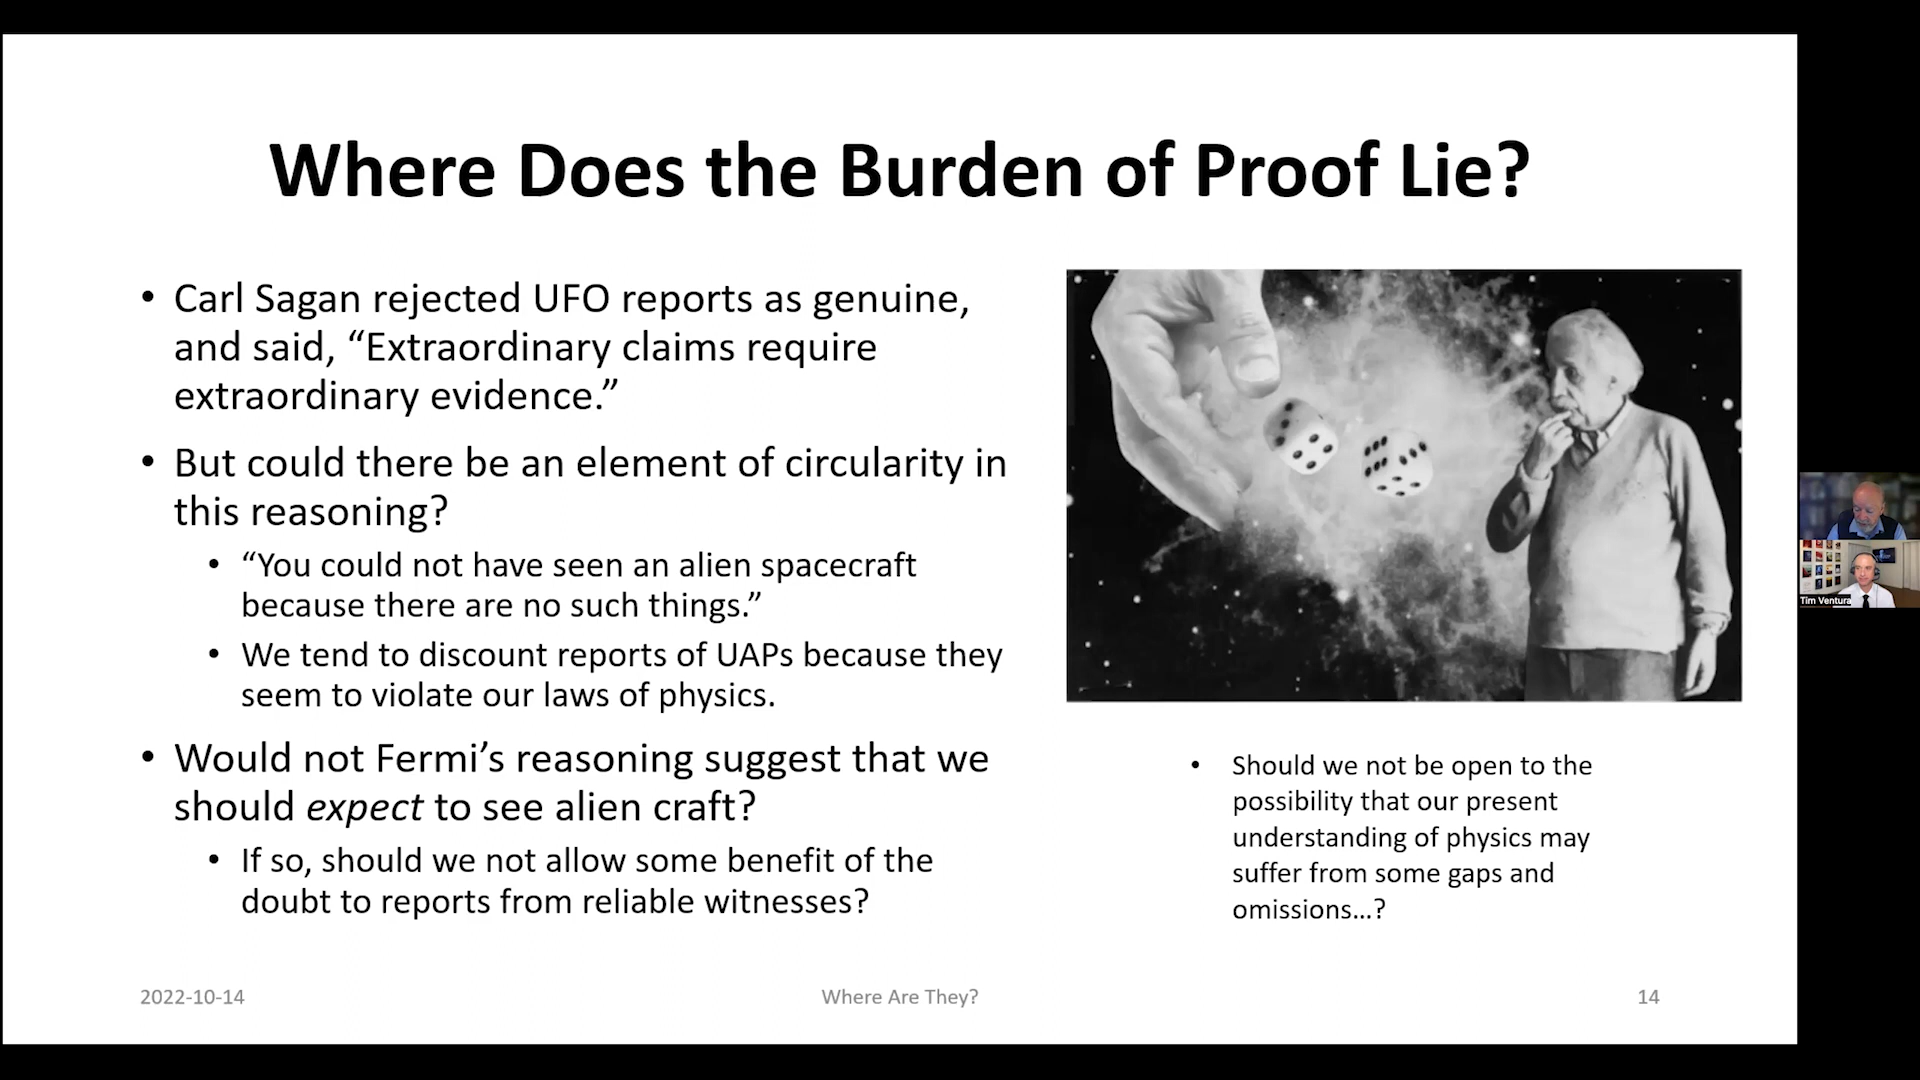 Where Does the Burden of Proof Lie?
• Carl Sagan rejected UFO reports as genuine,
and said, “Extraordinary claims require
extraordinary evidence.”
• But could there be an element of circularity in
this reasoning?
• “You could not have seen an alien spacecraft
because there are no such things.”
• We tend to discount reports of UAPs because they
seem to violate our laws of physics.
• Would not Fermi’s reasoning suggest that we
should expect to see alien craft?
• If so, should we not allow some benefit of the
doubt to reports from reliable witnesses?
• Should we not be open to the
possibility that our present
understanding of physics may
suffer from some gaps and
omissions…?
2022-10-14
Where Are They?
14
Tim Ventura